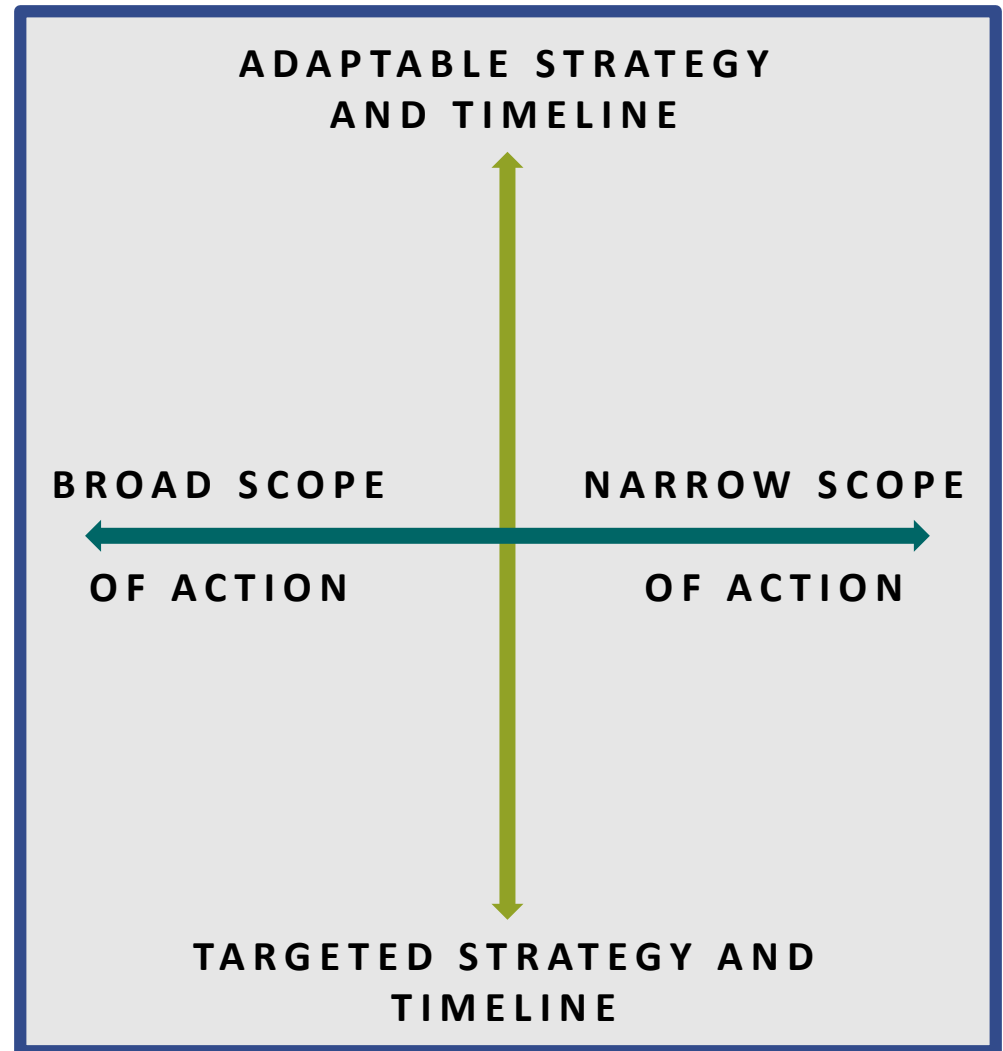 ADAPTABLE STRATEGY
AND TIMELINE
BROAD SCOPE
OF ACTION
NARROW SCOPE
OF ACTION
TARGETED STRATEGY AND
TIMELINE